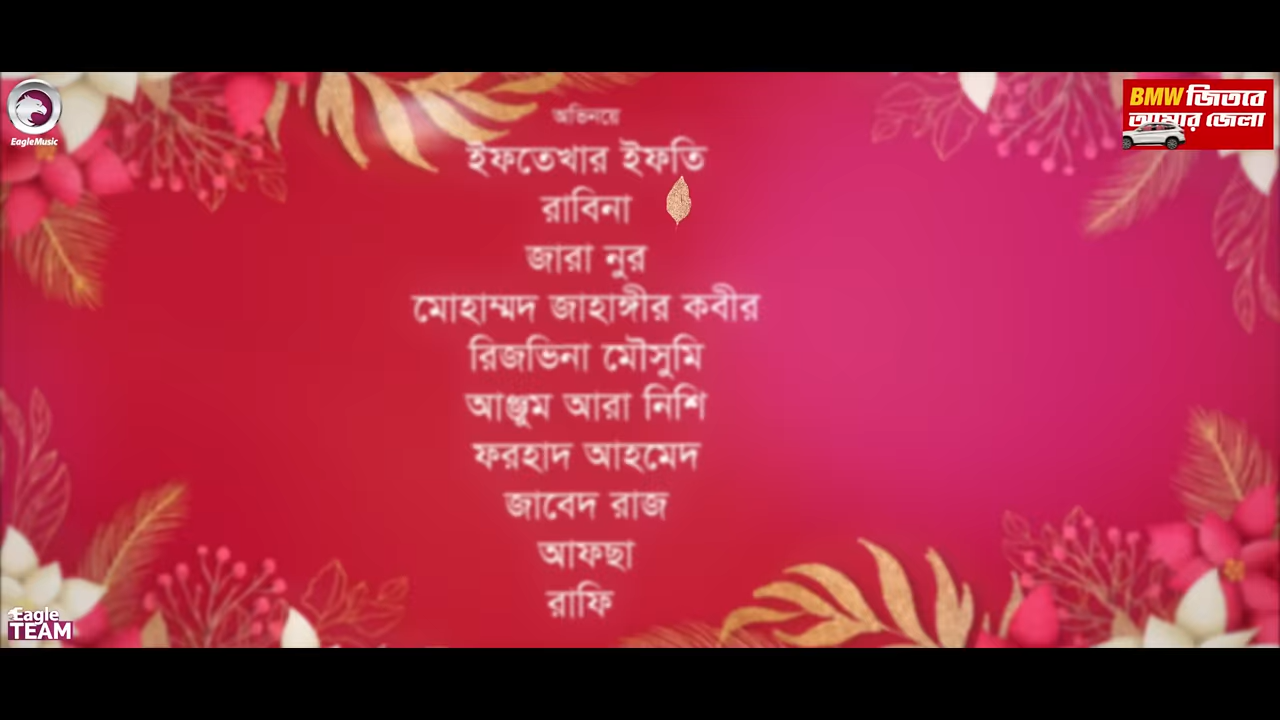 EagleMusic
BMW জিতবে
আমার জেলা
অভিনয়ে
ইফতেখার ইফতি
রাবিনা
জারা নুর
মোহাম্মদ জাহাঙ্গীর কবীর
রিজভিনা মৌসুমি
আঞ্জুম আরা নিশি
ফরহাদ আহমেদ
জাবেদ রাজ
আফছা
রাফি
Eagle
TEAM